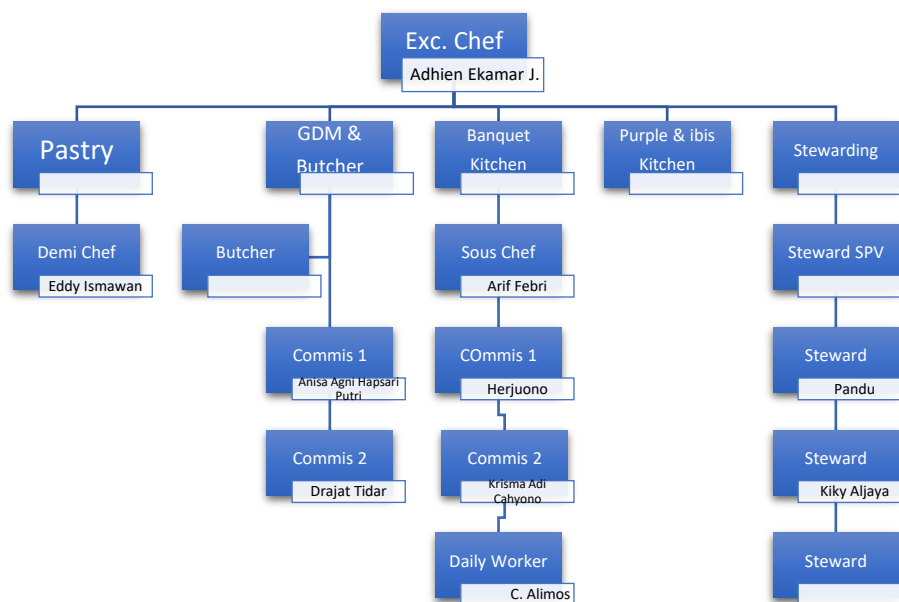 Exc. Chef
Adhien Ekamar J.
Pastry
GDM &
Butcher
Banquet
Kitchen
Purple & ibis
Kitchen
Stewarding
Demi Chef
Eddy Ismawan
Butcher
Sous Chef
Arif Febri
Steward SPV
Commis 1
Anisa Agni Hapsari
Putri
COmmis 1
Herjuono
Steward
Pandu
Commis 2
Drajat Tidar
Commis 2
Krisma Adi
Cahyono
Steward
Kiky Aljaya
Daily Worker
C. Alimos
Steward